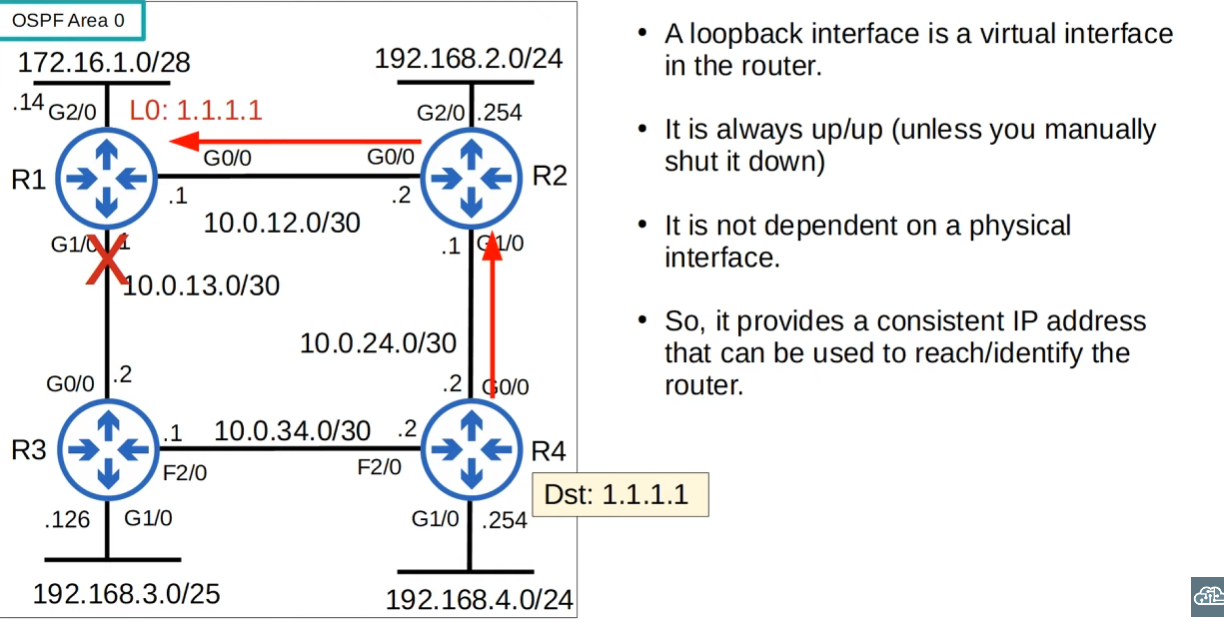 OSPF Area 0
172.16.1.0/28
192.168.2.0/24
.14 G2/0 L0: 1.1.1.1
G2/0 .254
G0/0 G0/0
R1
R2
.1 .2
10.0.12.0/30
G1/0 .1
.1 G1/0
X
10.0.13.0/30
10.0.24.0/30
G0/0 .2
.2 G0/0
.1 10.0.34.0/30 .2
R3
R4
F2/0 F2/0
Dst: 1.1.1.1
.126 G1/0
G1/0 .254
192.168.3.0/25
192.168.4.0/24
• A loopback interface is a virtual interface
in the router.
• It is always up/up (unless you manually
shut it down)
• It is not dependent on a physical
interface.
• So, it provides a consistent IP address
that can be used to reach/identify the
router.